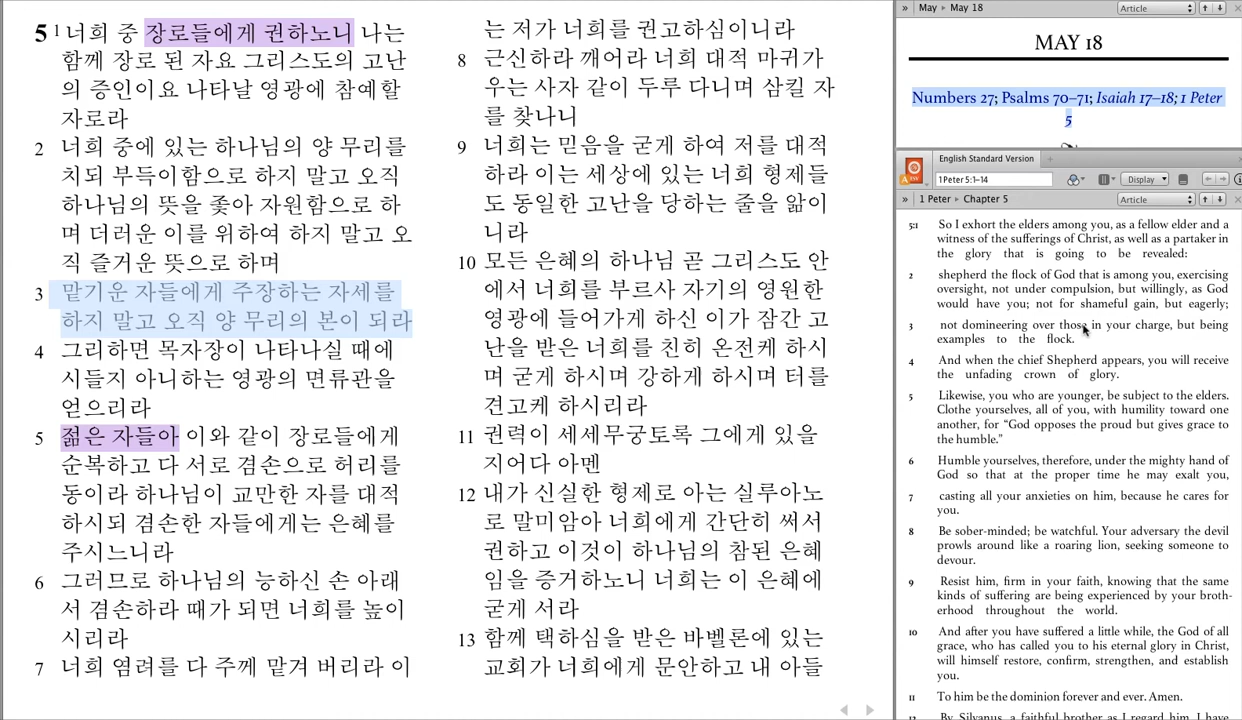 5 1 너희 중 장로들에게 권하노니 나는
함께 장로 된 자요 그리스도의 고난
의 증인이요 나타날 영광에 참예할
자로라
2 너희 중에 있는 하나님의 양 무리를
치되 부득이함으로 하지 말고 오직
하나님의 뜻을 좇아 자원함으로 하
며 더러운 이를 위하여 하지 말고 오
직 즐거운 뜻으로 하며
3 맡기운 자들에게 주장하는 자세를
하지 말고 오직 양 무리의 본이 되라
4 그리하면 목자장이 나타나실 때에
시들지 아니하는 영광의 면류관을
얻으리라
5 젊은 자들아 이와 같이 장로들에게
순복하고 다 서로 겸손으로 허리를
동이라 하나님이 교만한 자를 대적
하시되 겸손한 자들에게는 은혜를
주시느니라
6 그러므로 하나님의 능하신 손 아래
서 겸손하라 때가 되면 너희를 높이
시리라
7 너희 염려를 다 주께 맡겨 버리라 이
는 저가 너희를 권고하심이니라
8 근신하라 깨어라 너희 대적 마귀가
우는 사자 같이 두루 다니며 삼킬 자
를 찾나니
9 너희는 믿음을 굳게 하여 저를 대적
하라 이는 세상에 있는 너희 형제들
도 동일한 고난을 당하는 줄을 앎이
니라
10 모든 은혜의 하나님 곧 그리스도 안
에서 너희를 부르사 자기의 영원한
영광에 들어가게 하신 이가 잠간 고
난을 받은 너희를 친히 온전케 하시
며 굳게 하시며 강하게 하시며 터를
견고케 하시리라
11 권력이 세세무궁토록 그에게 있을
지어다 아멘
12 내가 신실한 형제로 아는 실루아노
로 말미암아 너희에게 간단히 써서
권하고 이것이 하나님의 참된 은혜
임을 증거하노니 너희는 이 은혜에
굳게 서라
13 함께 택하심을 받은 바벨론에 있는
교회가 너희에게 문안하고 내 아들
» May ▸ May 18 Article
MAY 18
Numbers 27; Psalms 70–71; Isaiah 17–18; 1 Peter
5
English Standard Version +
1Peter 5:1–14 Display
» 1 Peter ▸ Chapter 5 Article
5:1 So I exhort the elders among you, as a fellow elder and a
witness of the sufferings of Christ, as well as a partaker in
the glory that is going to be revealed:
2 shepherd the flock of God that is among you, exercising
oversight, not under compulsion, but willingly, as God
would have you; not for shameful gain, but eagerly;
3 not domineering over those in your charge, but being
examples to the flock.
4 And when the chief Shepherd appears, you will receive
the unfading crown of glory.
5 Likewise, you who are younger, be subject to the elders.
Clothe yourselves, all of you, with humility toward one
another, for “God opposes the proud but gives grace to
the humble.”
6 Humble yourselves, therefore, under the mighty hand of
God so that at the proper time he may exalt you,
7 casting all your anxieties on him, because he cares for
you.
8 Be sober-minded; be watchful. Your adversary the devil
prowls around like a roaring lion, seeking someone to
devour.
9 Resist him, firm in your faith, knowing that the same
kinds of suffering are being experienced by your broth-
erhood throughout the world.
10 And after you have suffered a little while, the God of all
grace, who has called you to his eternal glory in Christ,
will himself restore, confirm, strengthen, and establish
you.
11 To him be the dominion forever and ever. Amen.
12 By Silvanus, a faithful brother as I regard him, I have